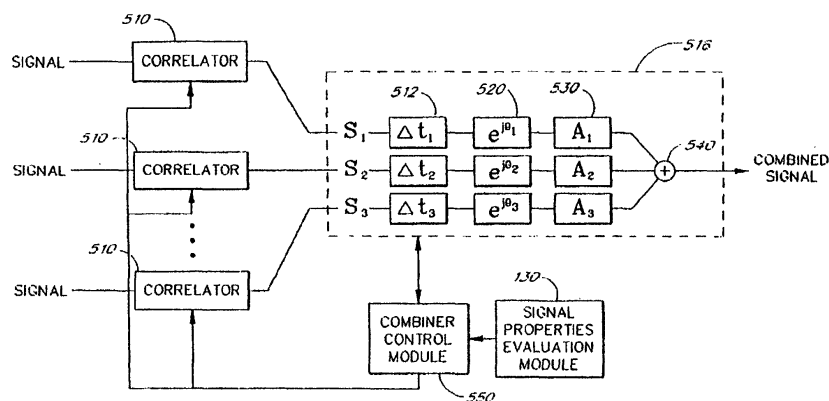 510
516
SIGNAL
CORRELATOR
512
520
530
S₁
Δt₁
e^jθ₁
A₁
510
540
SIGNAL
CORRELATOR
S₂
Δt₂
e^jθ₂
A₂
+
COMBINED
SIGNAL
S₃
Δt₃
e^jθ₃
A₃
510
SIGNAL
CORRELATOR
130
COMBINER
CONTROL
MODULE
SIGNAL
PROPERTIES
EVALUATION
MODULE
550